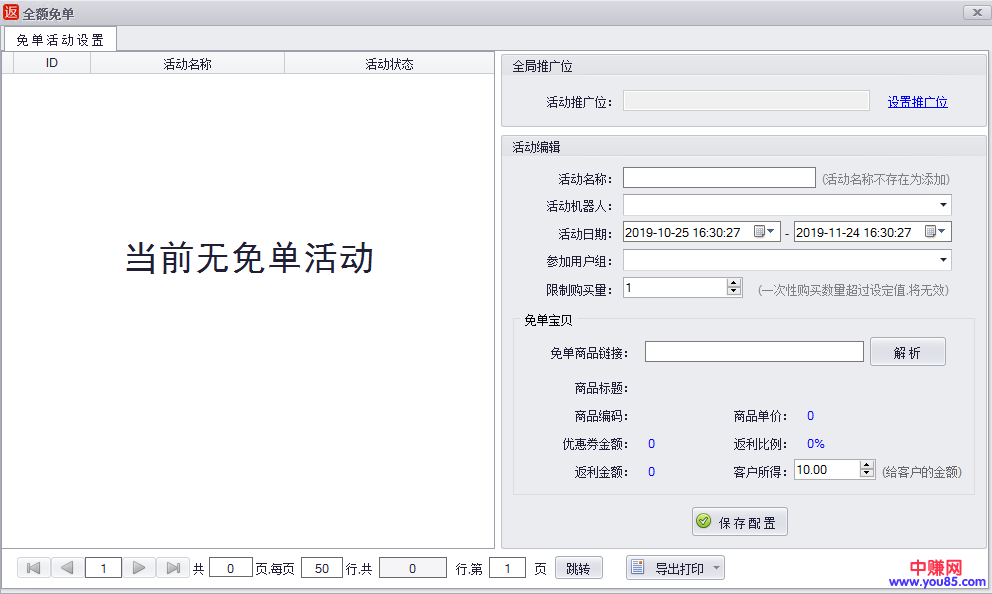 返 全额免单
免单活动设置
ID 活动名称 活动状态
当前无免单活动
全局推广位
活动推广位： 设置推广位
活动编辑
活动名称： (活动名称不存在为添加)
活动机器人：
活动日期： 2019-10-25 16:30:27 - 2019-11-24 16:30:27
参加用户组：
限制购买量： 1 (一次性购买数量超过设定值.将无效)
免单宝贝
免单商品链接： 解析
商品标题：
商品编码： 商品单价： 0
优惠券金额： 0 返利比例： 0%
返利金额： 0 客户所得： 10.00 (给客户的金额)
保存配置
1 共 0 页.每页 50 行.共 0 行.第 1 页 跳转 导出打印
中赚网
www.you85.com